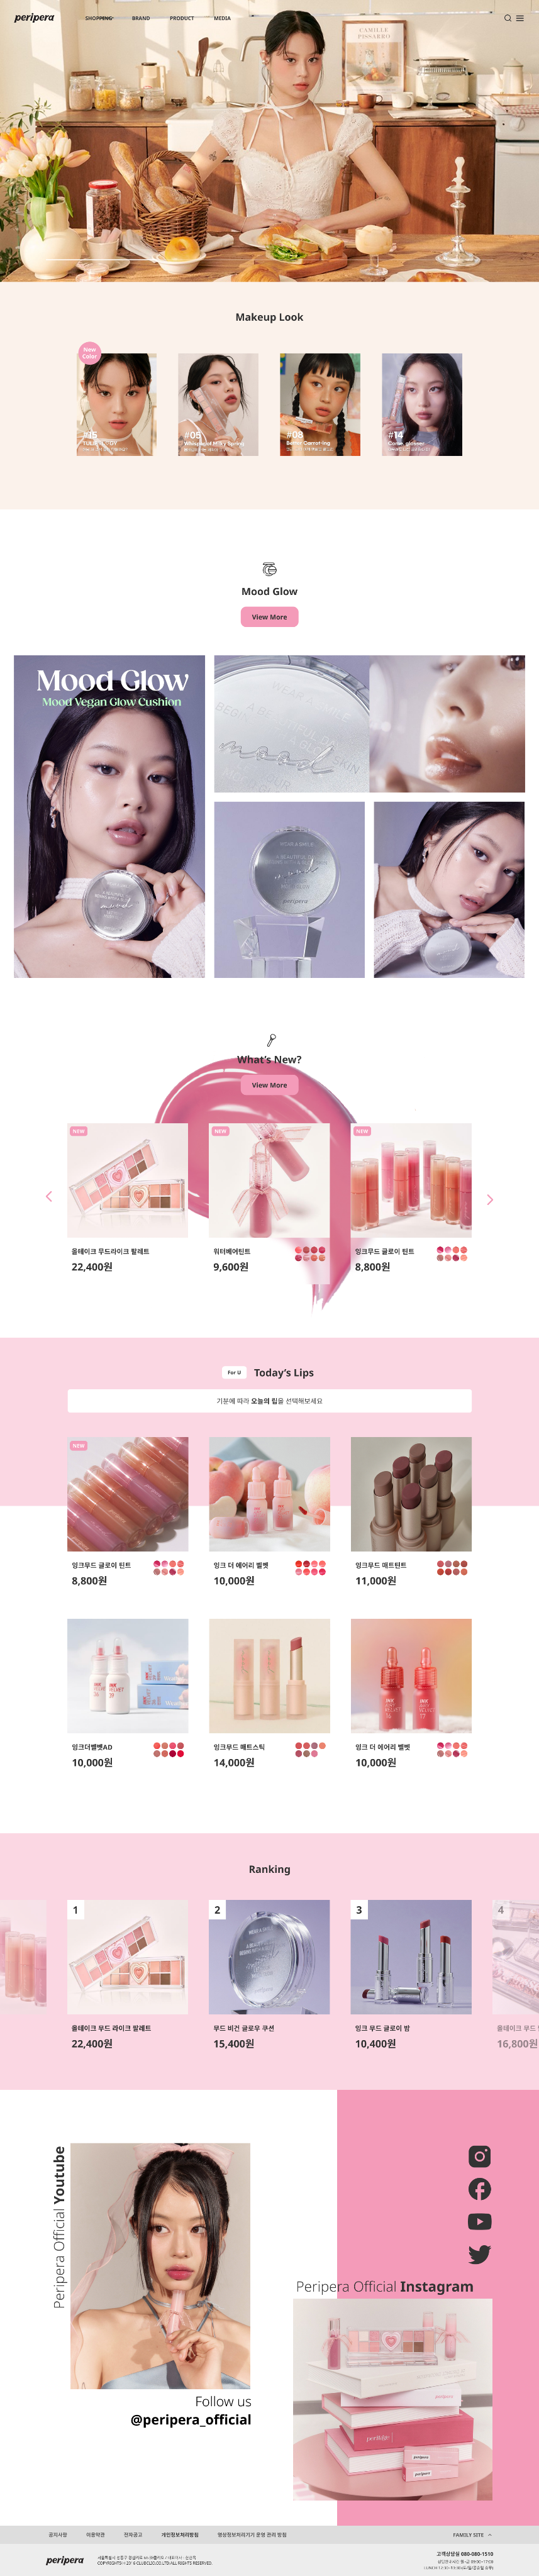 peripera
SHOPPING BRAND PRODUCT MEDIA
CAMILLE
PISSARRO
Makeup Look
New
Color
#15
#05
#08
#14
Mood Glow
View More
Mood Glow
Mood Vegan Glow Cushion
mood
peripera
What's New?
View More
NEW
NEW
NEW
올테이크 무드라이크 팔레트
22,400원
워터베어틴트
9,600원
잉크무드 글로이 틴트
8,800원
For U
Today's Lips
기분에 따라 오늘의 립을 선택해보세요
NEW
잉크무드 글로이 틴트
8,800원
잉크 더 에어리 벨벳
10,000원
잉크무드 매트틴트
11,000원
잉크더벨벳AD
10,000원
잉크무드 매트스틱
14,000원
잉크 더 에어리 벨벳
10,000원
Ranking
1
2
3
4
올테이크 무드 라이크 팔레트
22,400원
무드 비건 글로우 쿠션
15,400원
잉크 무드 글로이 밤
10,400원
올테이크 무드
16,800원
Peripera Official Youtube
Follow us
@peripera_official
Peripera Official Instagram
공지사항 이용약관 전자공고 개인정보처리방침 영상정보처리기기 운영 관리 방침
FAMILY SITE
peripera
고객상담실 080-080-1510